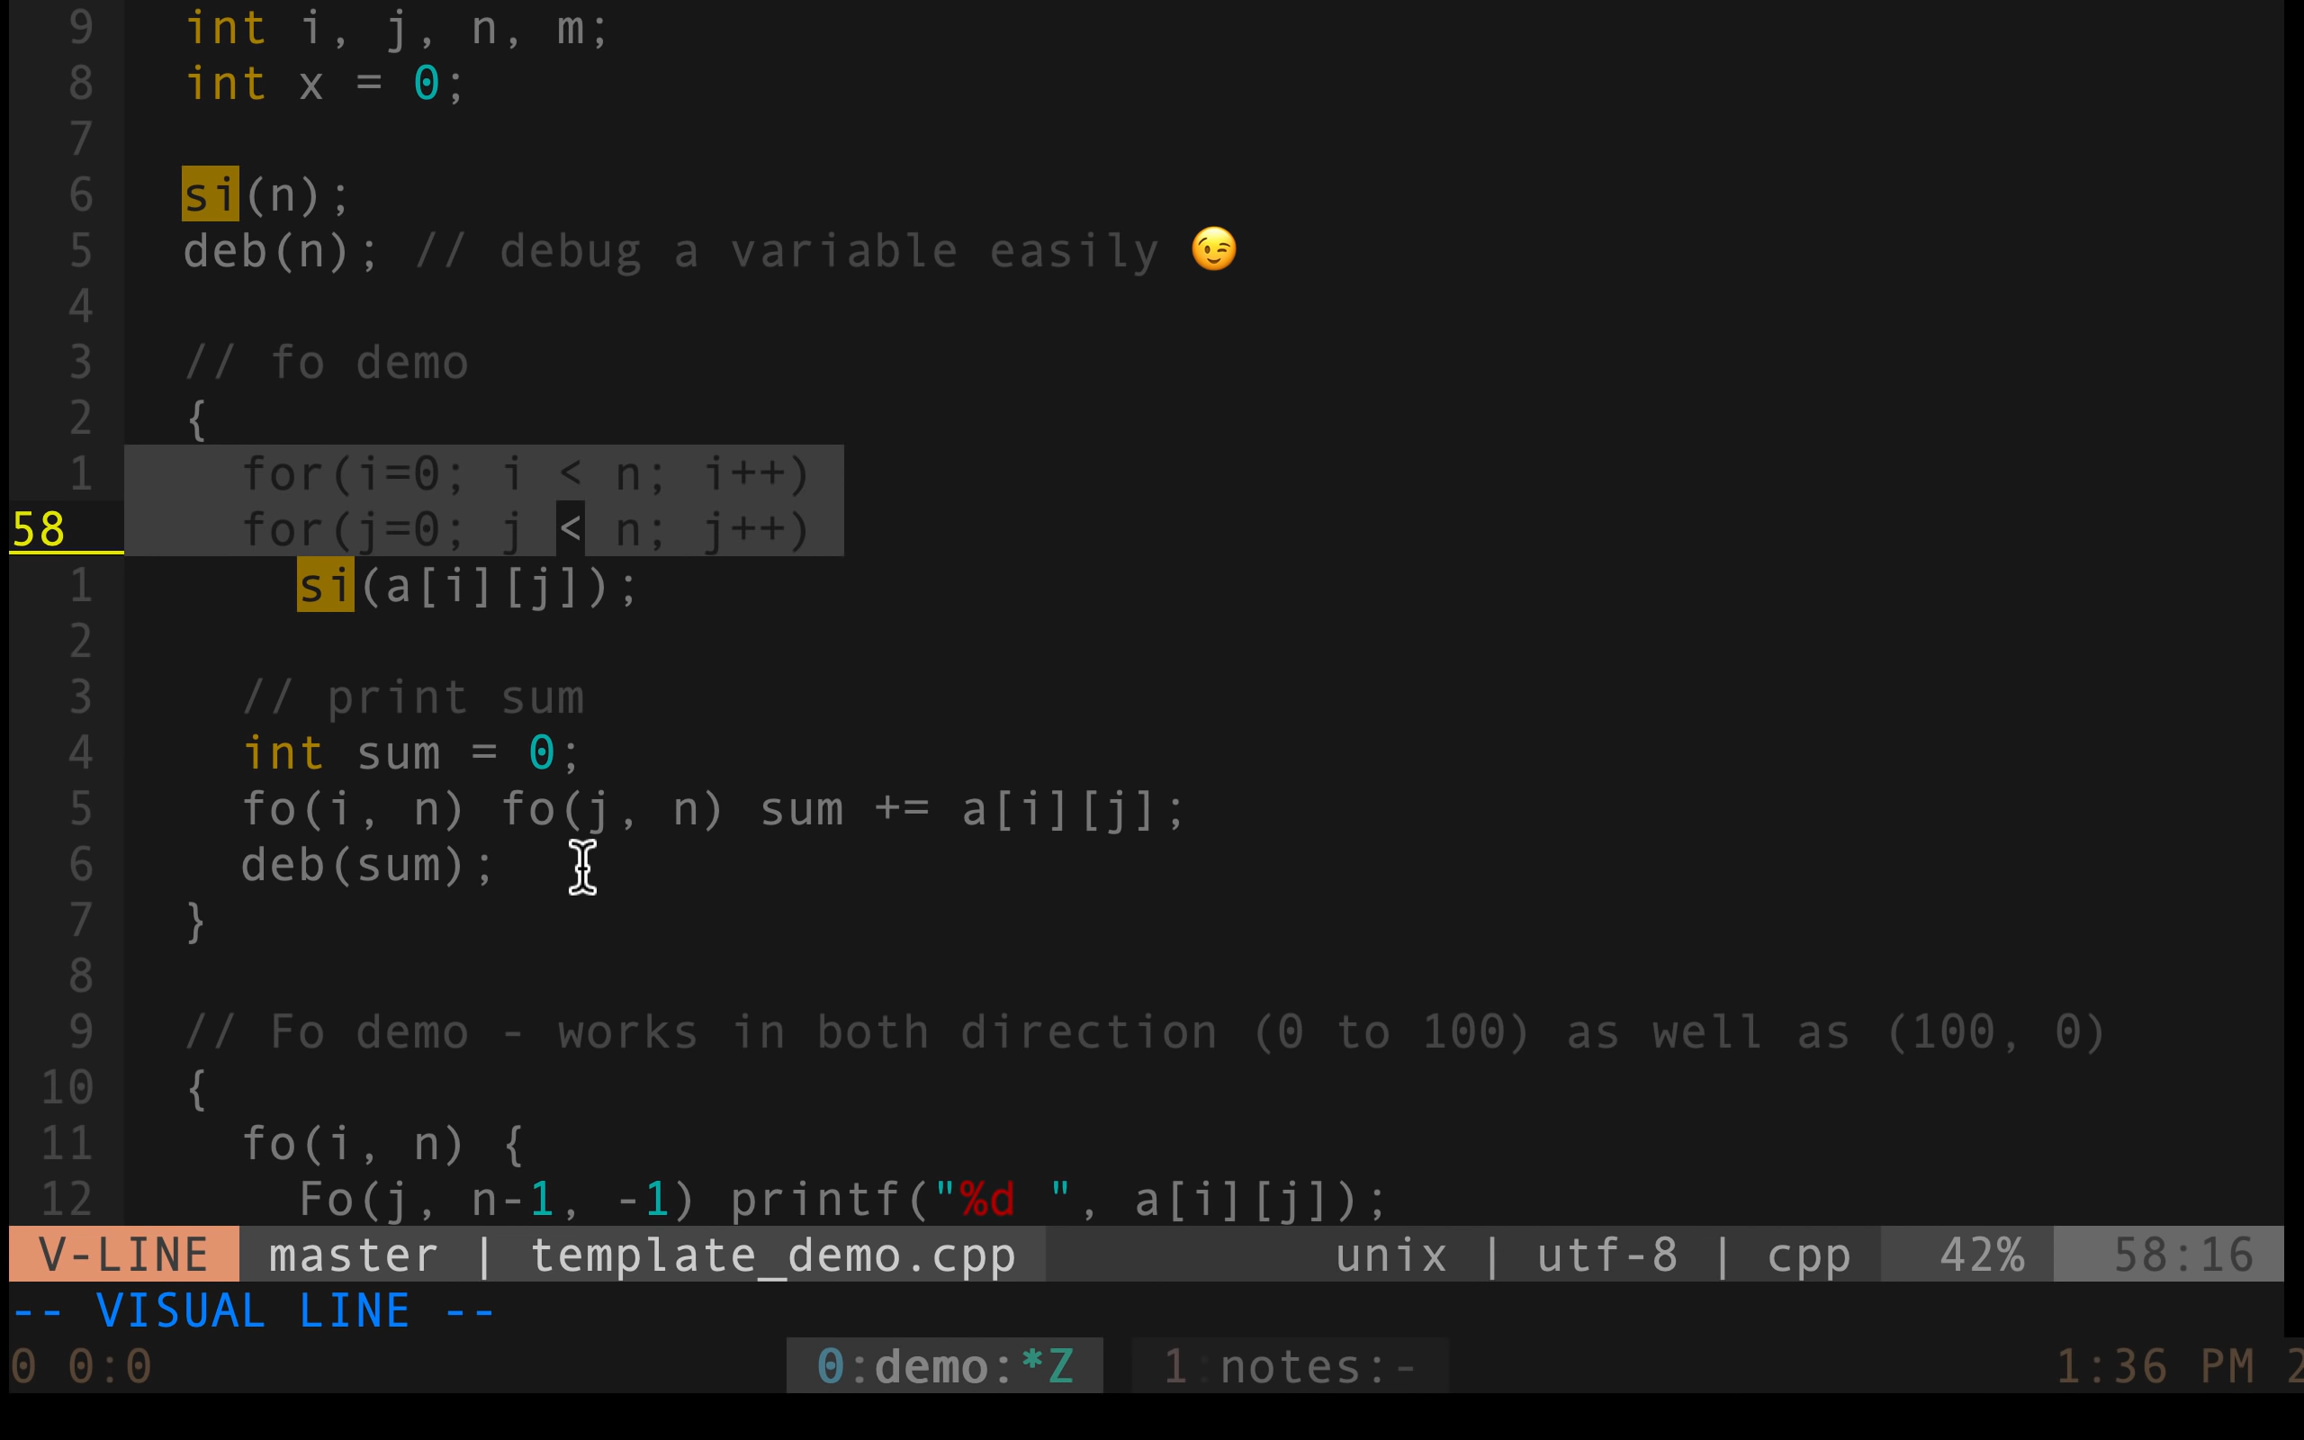 9 int i, j, n, m;
8 int x = 0;
7
6 si(n);
5 deb(n); // debug a variable easily 😉
4
3 // fo demo
2 {
1 for(i=0; i < n; i++)
58 for(j=0; j < n; j++)
1 si(a[i][j]);
2
3 // print sum
4 int sum = 0;
5 fo(i, n) fo(j, n) sum += a[i][j];
6 deb(sum);
7 }
8
9 // Fo demo - works in both direction (0 to 100) as well as (100, 0)
10 {
11 fo(i, n) {
12 Fo(j, n-1, -1) printf("%d ", a[i][j]);
V-LINE master | template_demo.cpp unix | utf-8 | cpp 42% 58:16
-- VISUAL LINE --
0 0:0 0:demo:*Z 1:notes:- 1:36 PM 2